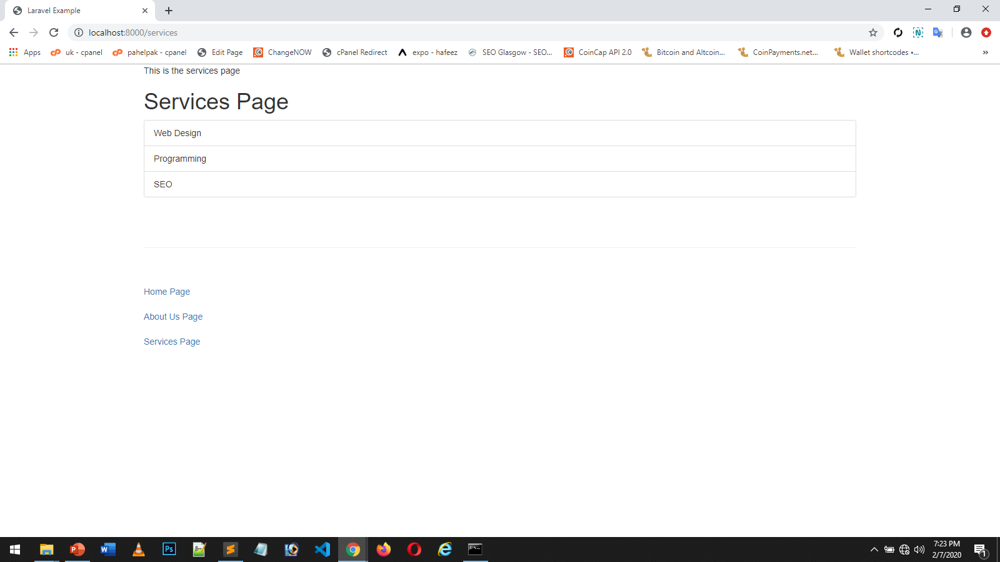 Laravel Example
localhost:8000/services
Apps uk - cpanel pahelpak - cpanel Edit Page ChangeNOW cPanel Redirect expo - hafeez SEO Glasgow - SEO... CoinCap API 2.0 Bitcoin and Altcoin... CoinPayments.net... Wallet shortcodes •... »
This is the services page
Services Page
Web Design
Programming
SEO
Home Page
About Us Page
Services Page
7:23 PM
2/7/2020
1